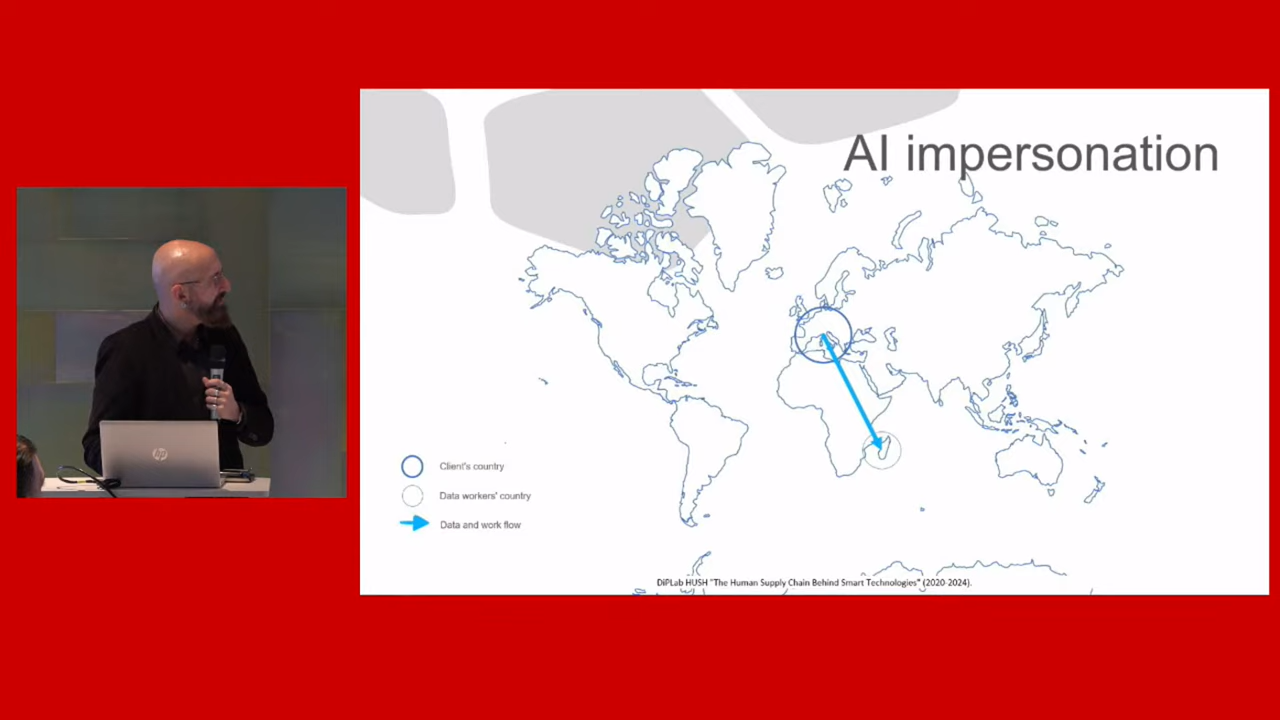 AI impersonation
Client's country
Data workers' country
Data and work flow
DiPLab HUSH "The Human Supply Chain Behind Smart Technologies" (2020-2024).
hp